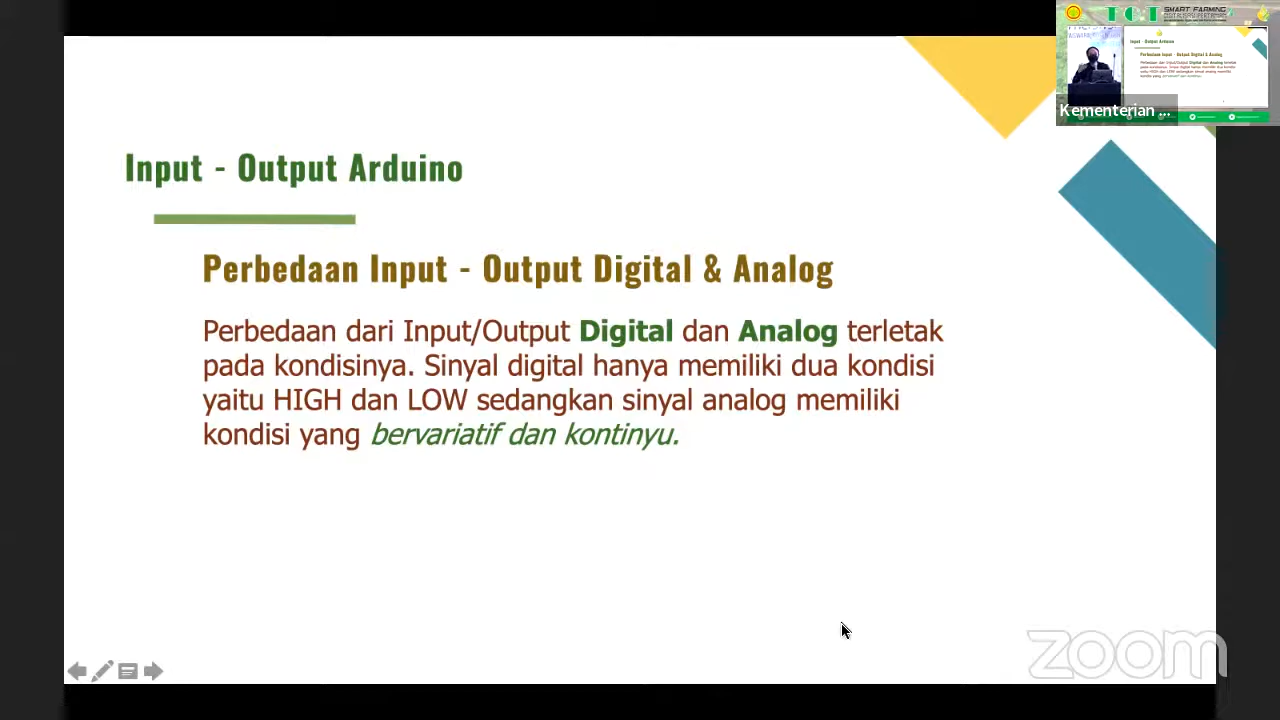 SMART FARMING
Kementerian ...
Input - Output Arduino
Perbedaan Input - Output Digital & Analog
Perbedaan dari Input/Output Digital dan Analog terletak
pada kondisinya. Sinyal digital hanya memiliki dua kondisi
yaitu HIGH dan LOW sedangkan sinyal analog memiliki
kondisi yang bervariatif dan kontinyu.
zoom